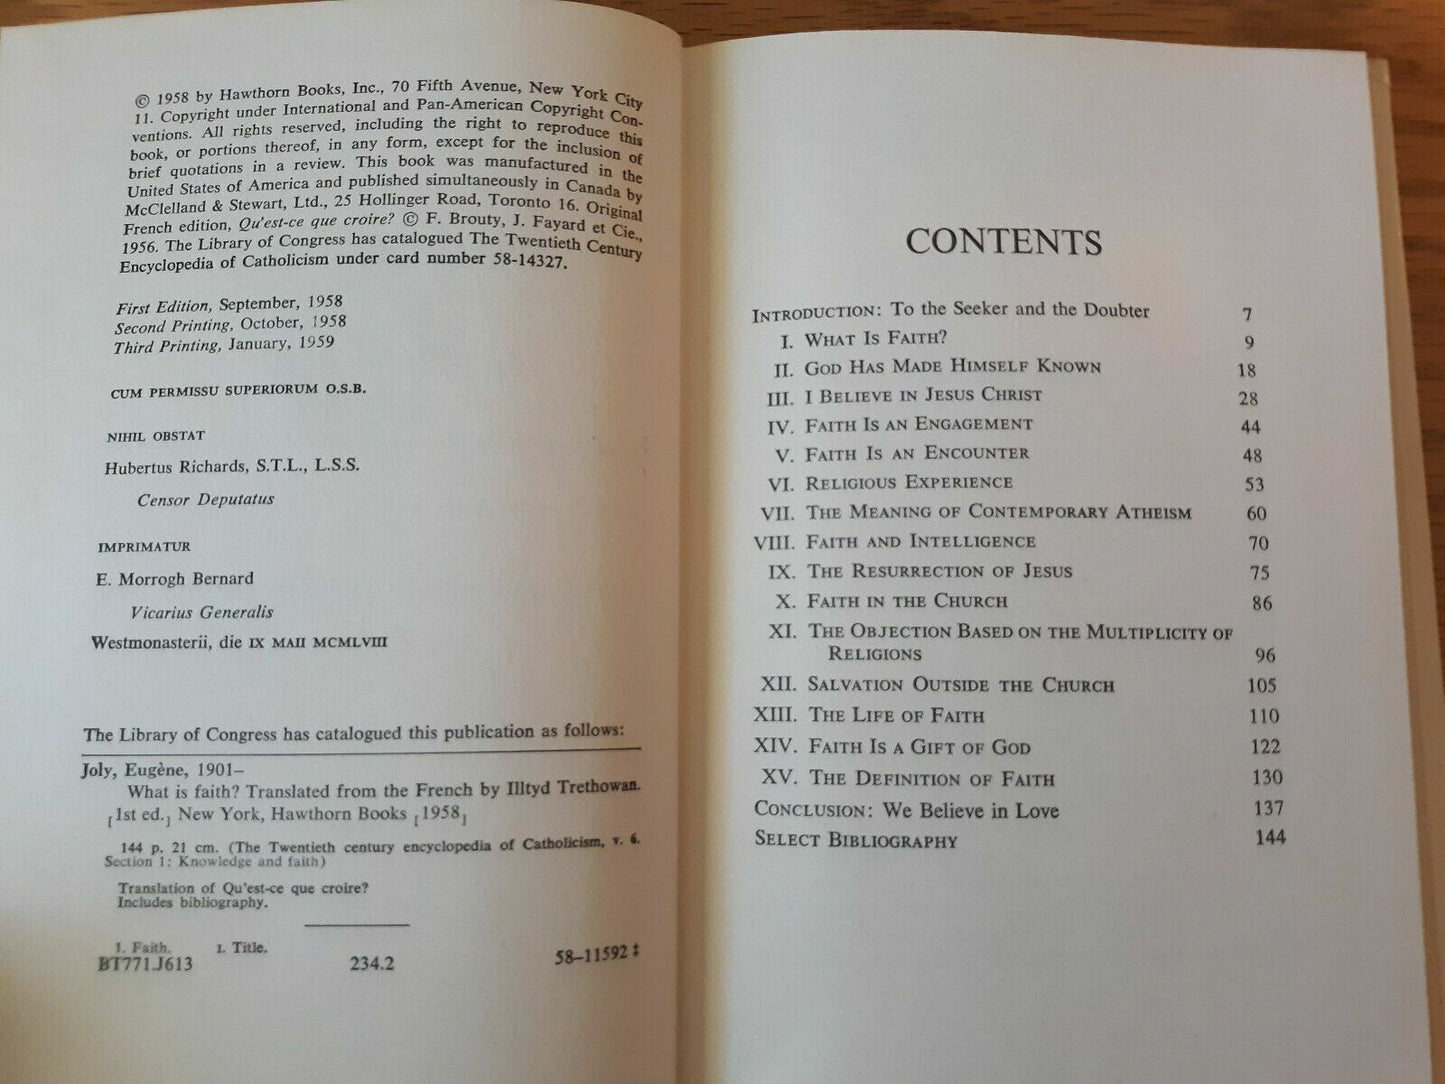 © 1958 by Hawthorn Books, Inc., 70 Fifth Avenue, New York City
11. Copyright under International and Pan-American Copyright Con-
ventions. All rights reserved, including the right to reproduce this
book, or portions thereof, in any form, except for the inclusion of
brief quotations in a review. This book was manufactured in the
United States of America and published simultaneously in Canada by
McClelland & Stewart, Ltd., 25 Hollinger Road, Toronto 16. Original
French edition, Qu'est-ce que croire? © F. Brouty, J. Fayard et Cie.,
1956. The Library of Congress has catalogued The Twentieth Century
Encyclopedia of Catholicism under card number 58-14327.
First Edition, September, 1958
Second Printing, October, 1958
Third Printing, January, 1959
CUM PERMISSU SUPERIORUM O.S.B.
NIHIL OBSTAT
Hubertus Richards, S.T.L., L.S.S.
Censor Deputatus
IMPRIMATUR
E. Morrogh Bernard
Vicarius Generalis
Westmonasterii, die IX MAII MCMLVIII
The Library of Congress has catalogued this publication as follows:
Joly, Eugène, 1901–
What is faith? Translated from the French by Illtyd Trethowan.
[1st ed.] New York, Hawthorn Books [1958]
144 p. 21 cm. (The Twentieth century encyclopedia of Catholicism, v. 6.
Section 1: Knowledge and faith)
Translation of Qu'est-ce que croire?
Includes bibliography.
1. Faith. I. Title.
BT771.J613 234.2 58–11592 ‡
CONTENTS
INTRODUCTION: To the Seeker and the Doubter 7
I. WHAT IS FAITH? 9
II. GOD HAS MADE HIMSELF KNOWN 18
III. I BELIEVE IN JESUS CHRIST 28
IV. FAITH IS AN ENGAGEMENT 44
V. FAITH IS AN ENCOUNTER 48
VI. RELIGIOUS EXPERIENCE 53
VII. THE MEANING OF CONTEMPORARY ATHEISM 60
VIII. FAITH AND INTELLIGENCE 70
IX. THE RESURRECTION OF JESUS 75
X. FAITH IN THE CHURCH 86
XI. THE OBJECTION BASED ON THE MULTIPLICITY OF
RELIGIONS 96
XII. SALVATION OUTSIDE THE CHURCH 105
XIII. THE LIFE OF FAITH 110
XIV. FAITH IS A GIFT OF GOD 122
XV. THE DEFINITION OF FAITH 130
CONCLUSION: We Believe in Love 137
SELECT BIBLIOGRAPHY 144